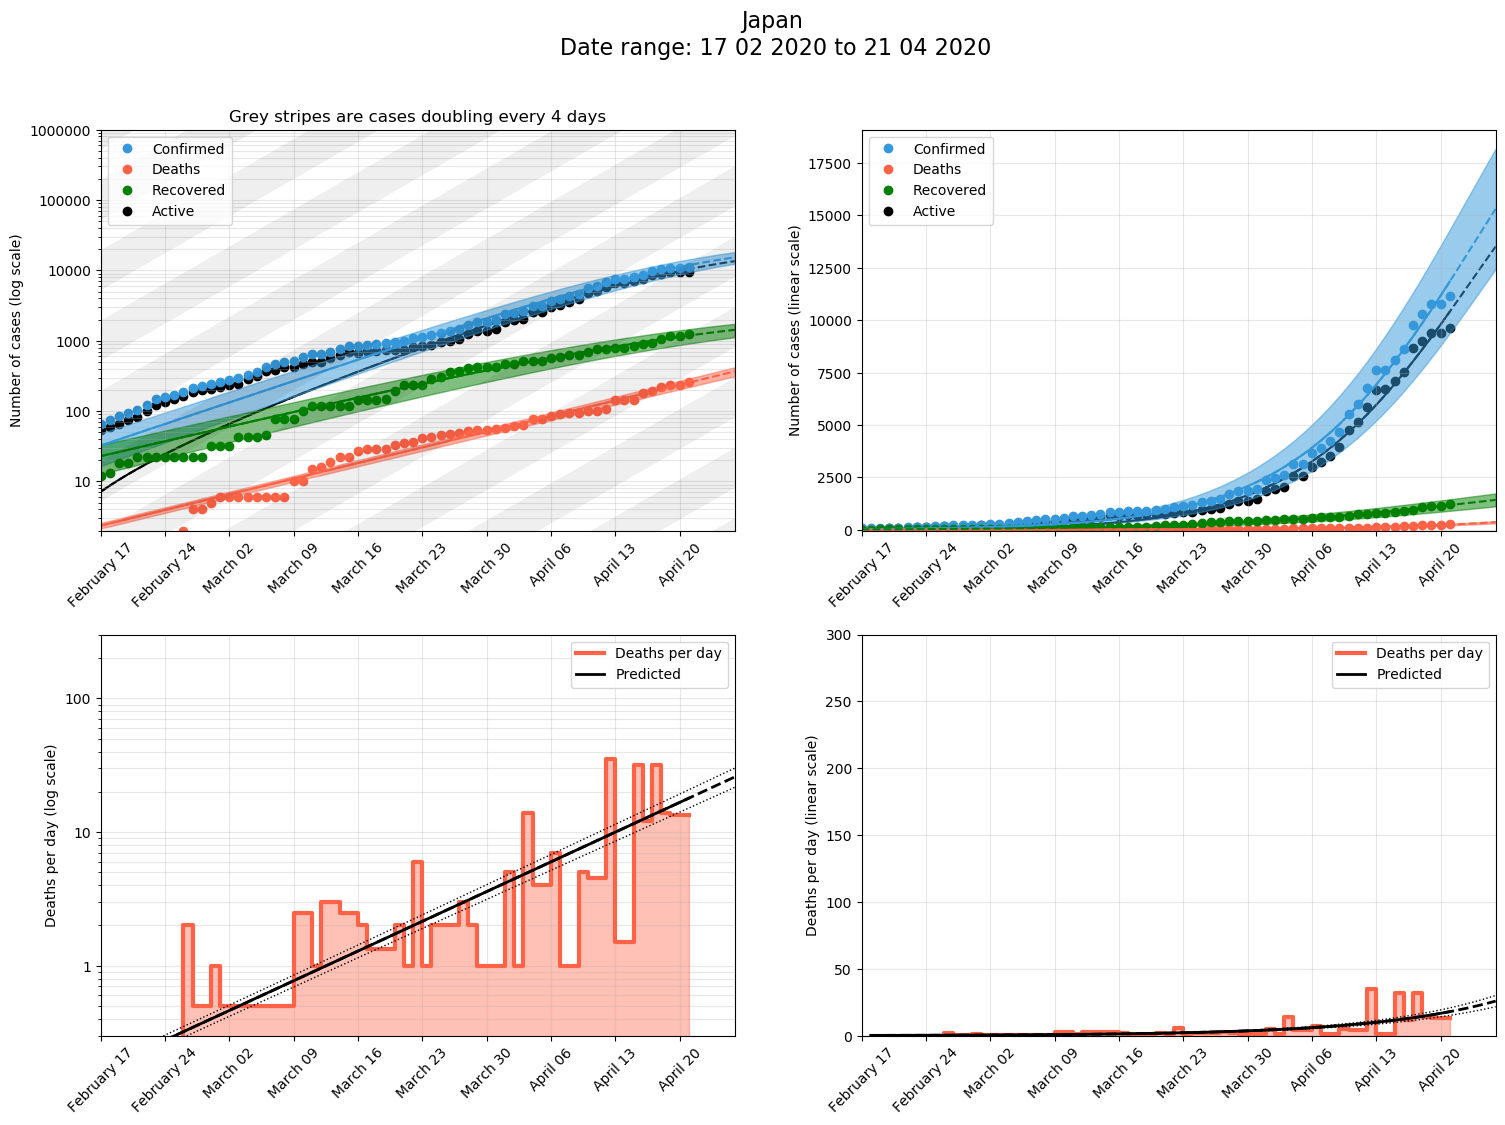 Japan
Date range: 17 02 2020 to 21 04 2020
Grey stripes are cases doubling every 4 days
Number of cases (log scale)
1000000
100000
10000
1000
100
10
Confirmed
Deaths
Recovered
Active
February 17
February 24
March 02
March 09
March 16
March 23
March 30
April 06
April 13
April 20
Number of cases (linear scale)
17500
15000
12500
10000
7500
5000
2500
0
Confirmed
Deaths
Recovered
Active
February 17
February 24
March 02
March 09
March 16
March 23
March 30
April 06
April 13
April 20
Deaths per day (log scale)
100
10
1
Deaths per day
Predicted
February 17
February 24
March 02
March 09
March 16
March 23
March 30
April 06
April 13
April 20
Deaths per day (linear scale)
300
250
200
150
100
50
0
Deaths per day
Predicted
February 17
February 24
March 02
March 09
March 16
March 23
March 30
April 06
April 13
April 20